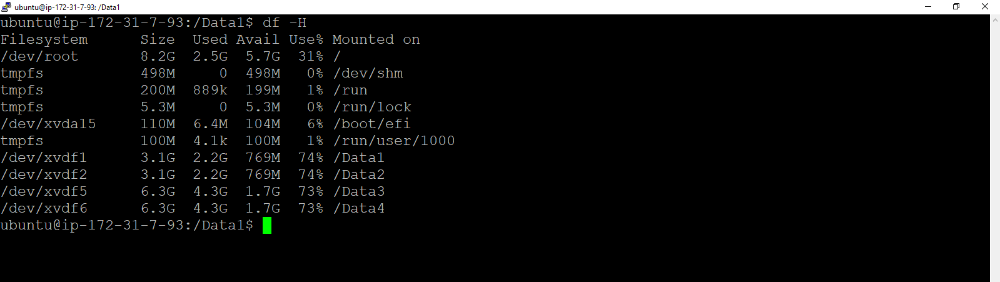 ubuntu@ip-172-31-7-93: /Data1
ubuntu@ip-172-31-7-93:/Data1$ df -H
Filesystem      Size  Used Avail Use% Mounted on
/dev/root       8.2G  2.5G  5.7G  31% /
tmpfs           498M     0  498M   0% /dev/shm
tmpfs           200M  889k  199M   1% /run
tmpfs           5.3M     0  5.3M   0% /run/lock
/dev/xvda15     110M  6.4M  104M   6% /boot/efi
tmpfs           100M  4.1k  100M   1% /run/user/1000
/dev/xvdf1      3.1G  2.2G  769M  74% /Data1
/dev/xvdf2      3.1G  2.2G  769M  74% /Data2
/dev/xvdf5      6.3G  4.3G  1.7G  73% /Data3
/dev/xvdf6      6.3G  4.3G  1.7G  73% /Data4
ubuntu@ip-172-31-7-93:/Data1$